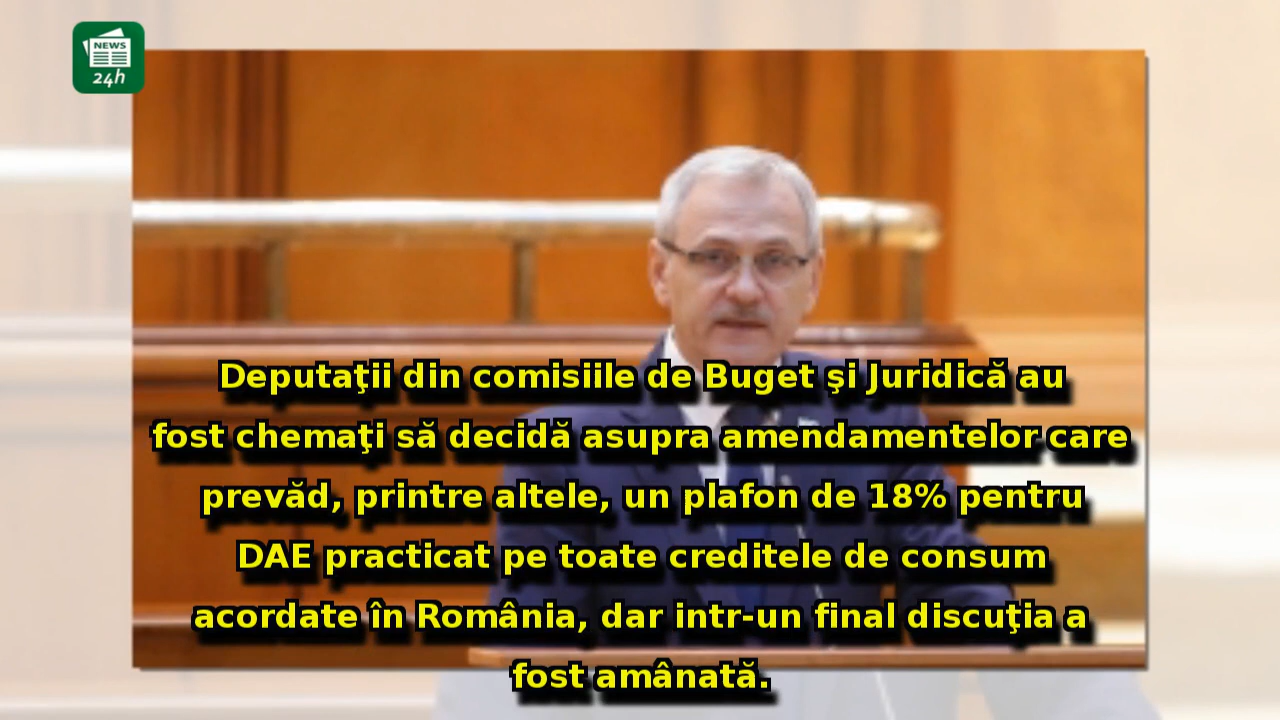 NEWS
24h
Deputaţii din comisiile de Buget şi Juridică au
fost chemaţi să decidă asupra amendamentelor care
prevăd, printre altele, un plafon de 18% pentru
DAE practicat pe toate creditele de consum
acordate în România, dar intr-un final discuţia a
fost amânată.